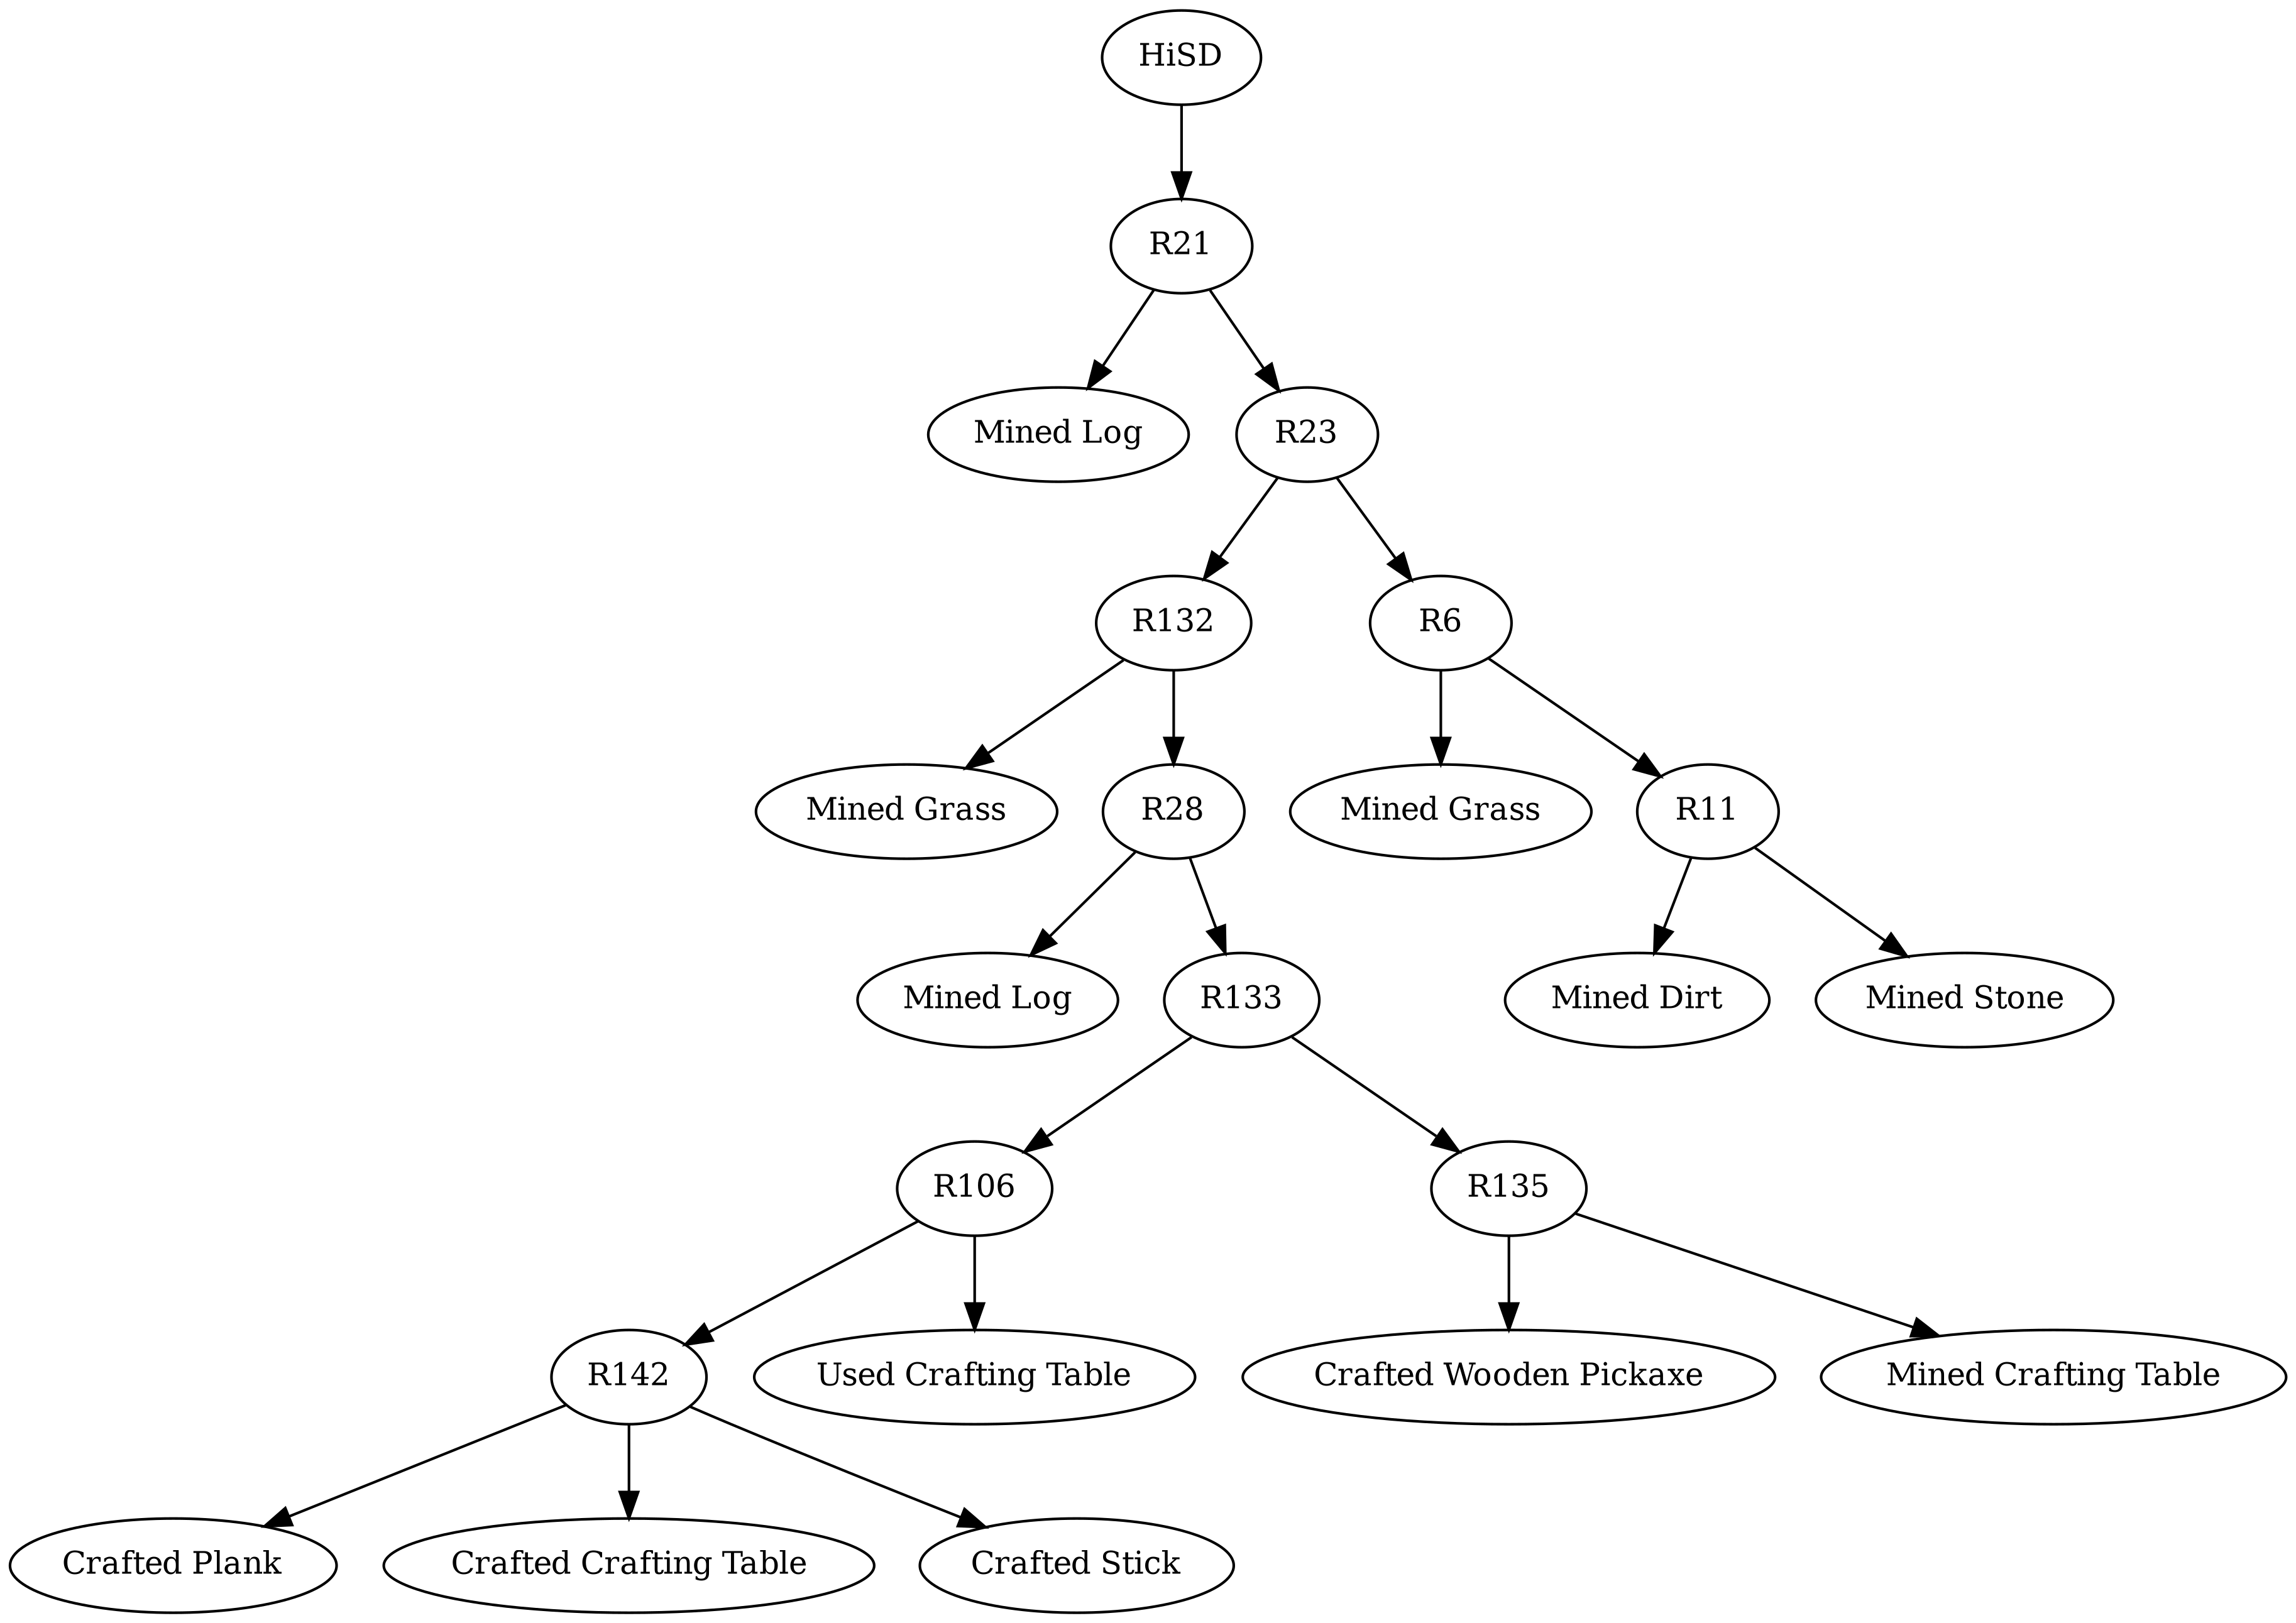 HiSD
R21
Mined Log
R23
R132
R6
Mined Grass
R28
Mined Grass
R11
Mined Log
R133
Mined Dirt
Mined Stone
R106
R135
R142
Used Crafting Table
Crafted Wooden Pickaxe
Mined Crafting Table
Crafted Plank
Crafted Crafting Table
Crafted Stick